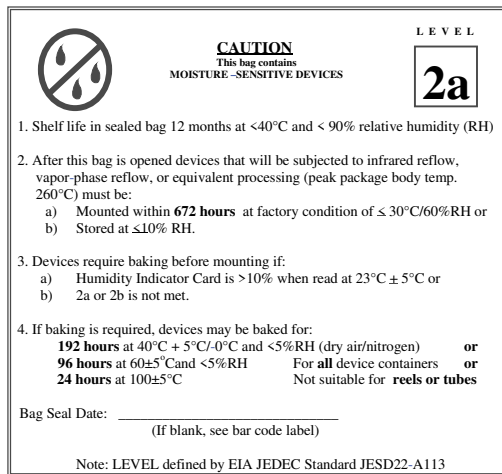 LEVEL
CAUTION
This bag contains
MOISTURE –SENSITIVE DEVICES
2a
1. Shelf life in sealed bag 12 months at <40°C and < 90% relative humidity (RH)
2. After this bag is opened devices that will be subjected to infrared reflow,
vapor-phase reflow, or equivalent processing (peak package body temp.
260°C) must be:
a) Mounted within 672 hours at factory condition of ≤ 30°C/60%RH or
b) Stored at ≤10% RH.
3. Devices require baking before mounting if:
a) Humidity Indicator Card is >10% when read at 23°C ± 5°C or
b) 2a or 2b is not met.
4. If baking is required, devices may be baked for:
192 hours at 40°C + 5°C/-0°C and <5%RH (dry air/nitrogen) or
96 hours at 60±5°Cand <5%RH For all device containers or
24 hours at 100±5°C Not suitable for reels or tubes
Bag Seal Date: ______________________________
(If blank, see bar code label)
Note: LEVEL defined by EIA JEDEC Standard JESD22-A113